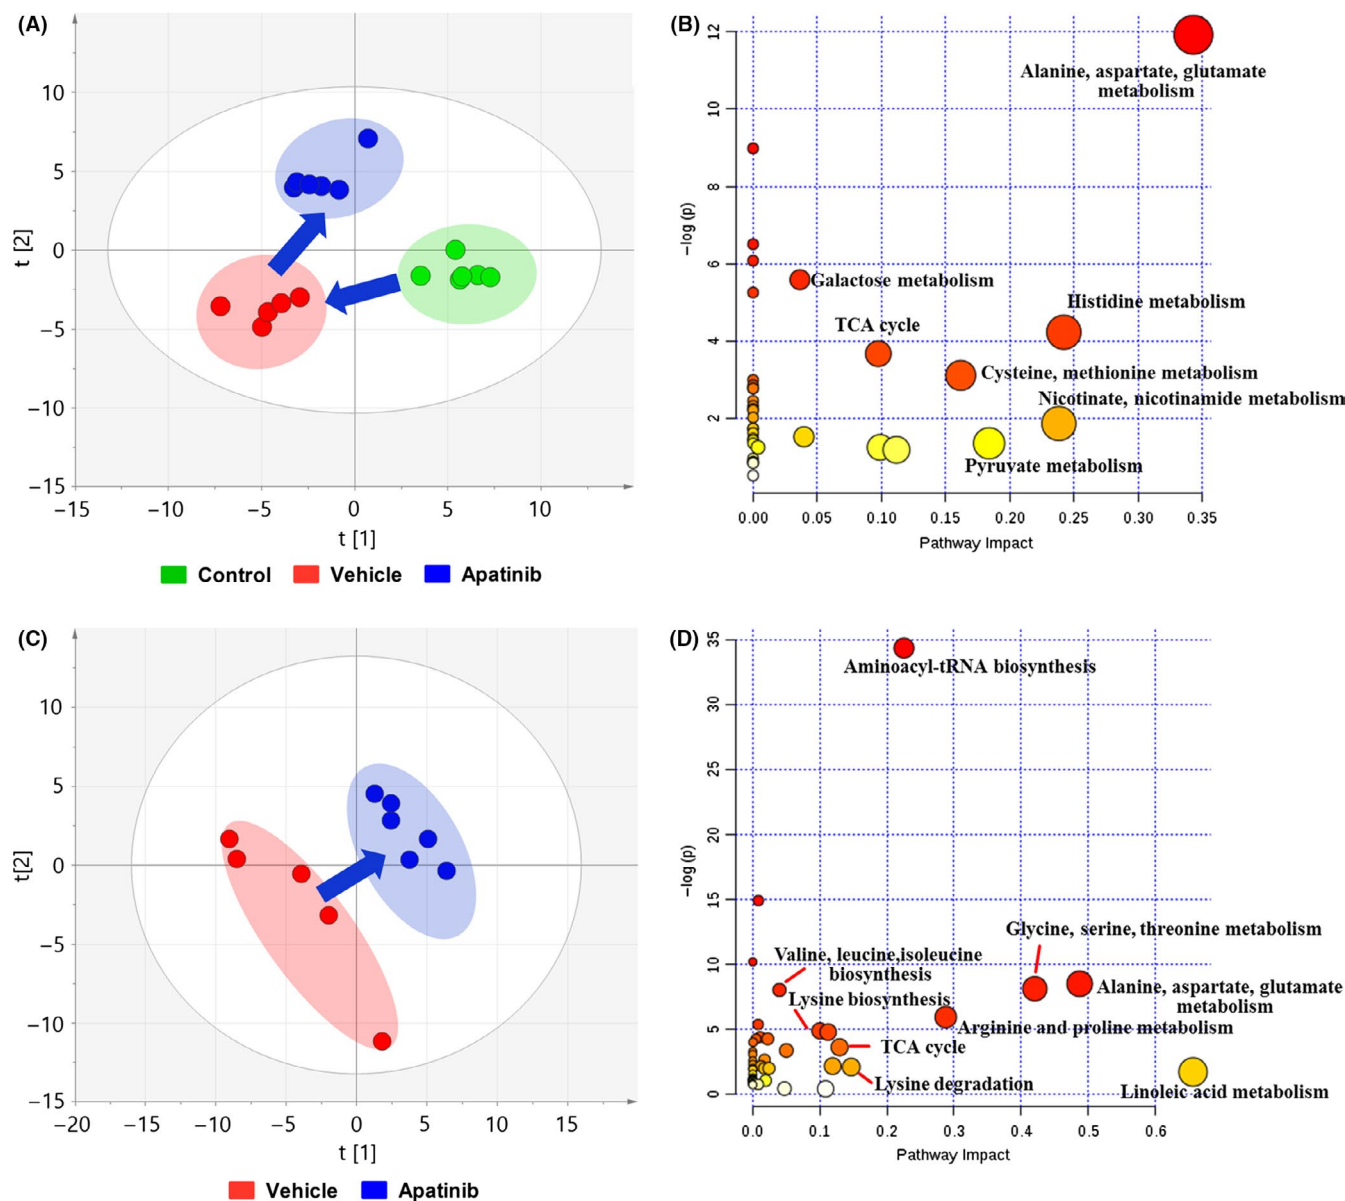 (A)
10
5
0
−5
−10
−15
−15
−10
−5
0
5
10
t [2]
t [1]
Control
Vehicle
Apatinib
(B)
12
10
8
6
4
2
−log (p)
Alanine, aspartate, glutamate
metabolism
Galactose metabolism
Histidine metabolism
TCA cycle
Cysteine, methionine metabolism
Nicotinate, nicotinamide metabolism
Pyruvate metabolism
0.00
0.05
0.10
0.15
0.20
0.25
0.30
0.35
Pathway Impact
(C)
10
5
0
−5
−10
−15
−20
−15
−10
−5
0
5
10
15
t[2]
t [1]
Vehicle
Apatinib
(D)
35
30
25
20
15
10
5
0
−log(p)
Aminoacyl-tRNA biosynthesis
Glycine, serine, threonine metabolism
Valine, leucine,isoleucine
biosynthesis
Lysine biosynthesis
Alanine, aspartate, glutamate
metabolism
Arginine and proline metabolism
TCA cycle
Lysine degradation
Linoleic acid metabolism
0.0
0.1
0.2
0.3
0.4
0.5
0.6
Pathway Impact